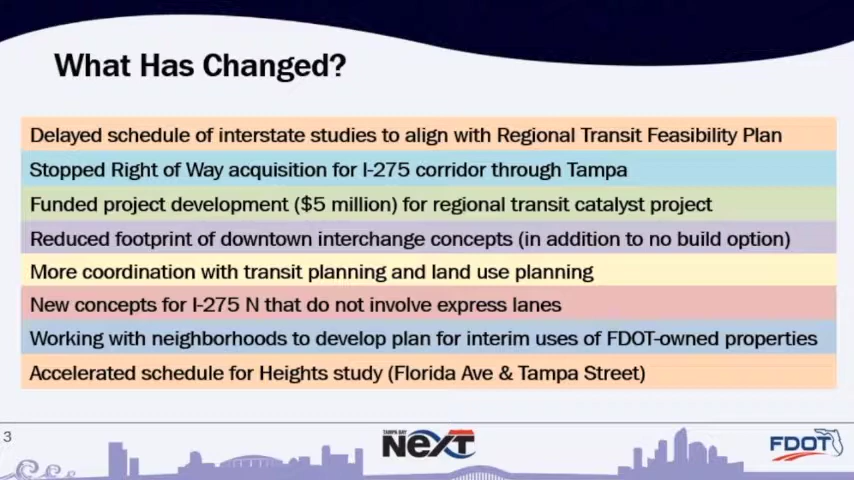 What Has Changed?
Delayed schedule of interstate studies to align with Regional Transit Feasibility Plan
Stopped Right of Way acquisition for I-275 corridor through Tampa
Funded project development ($5 million) for regional transit catalyst project
Reduced footprint of downtown interchange concepts (in addition to no build option)
More coordination with transit planning and land use planning
New concepts for I-275 N that do not involve express lanes
Working with neighborhoods to develop plan for interim uses of FDOT-owned properties
Accelerated schedule for Heights study (Florida Ave & Tampa Street)
3
TAMPA BAY
NEXT
FDOT